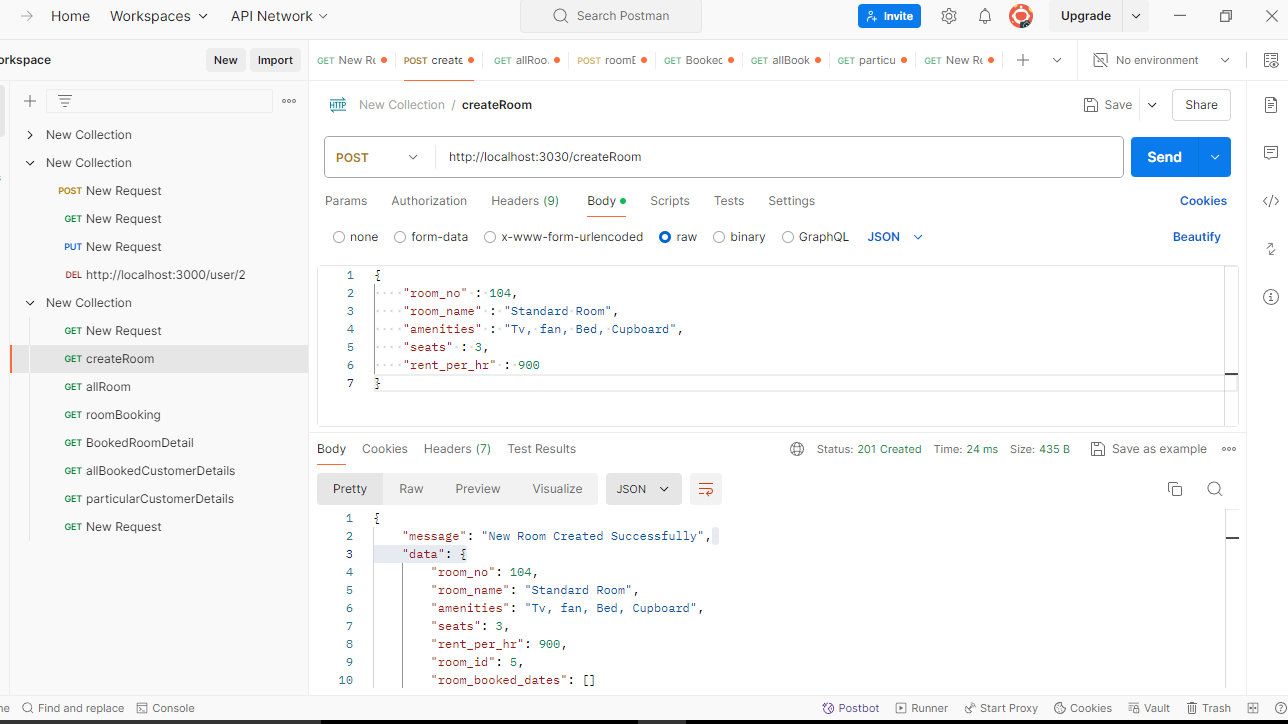 Home Workspaces API Network Search Postman Invite Upgrade
orkspace New Import GET New Re POST create GET allRoo. POST roomE GET Booked GET allBook GET particu GET New Re No environment
HTTP New Collection / createRoom Save Share
New Collection
New Collection
POST New Request
GET New Request
PUT New Request
DEL http://localhost:3000/user/2
New Collection
GET New Request
GET createRoom
GET allRoom
GET roomBooking
GET BookedRoomDetail
GET allBookedCustomerDetails
GET particularCustomerDetails
GET New Request
POST http://localhost:3030/createRoom Send
Params Authorization Headers (9) Body Scripts Tests Settings Cookies
none form-data x-www-form-urlencoded raw binary GraphQL JSON Beautify
1 {
2 "room_no" : 104,
3 "room_name" : "Standard Room",
4 "amenities" : "Tv, fan, Bed, Cupboard",
5 "seats" : 3,
6 "rent_per_hr" : 900
7 }
Body Cookies Headers (7) Test Results Status: 201 Created Time: 24 ms Size: 435 B Save as example
Pretty Raw Preview Visualize JSON
1 {
2 "message": "New Room Created Successfully",
3 "data": {
4 "room_no": 104,
5 "room_name": "Standard Room",
6 "amenities": "Tv, fan, Bed, Cupboard",
7 "seats": 3,
8 "rent_per_hr": 900,
9 "room_id": 5,
10 "room_booked_dates": []
ne Find and replace Console Postbot Runner Start Proxy Cookies Vault Trash